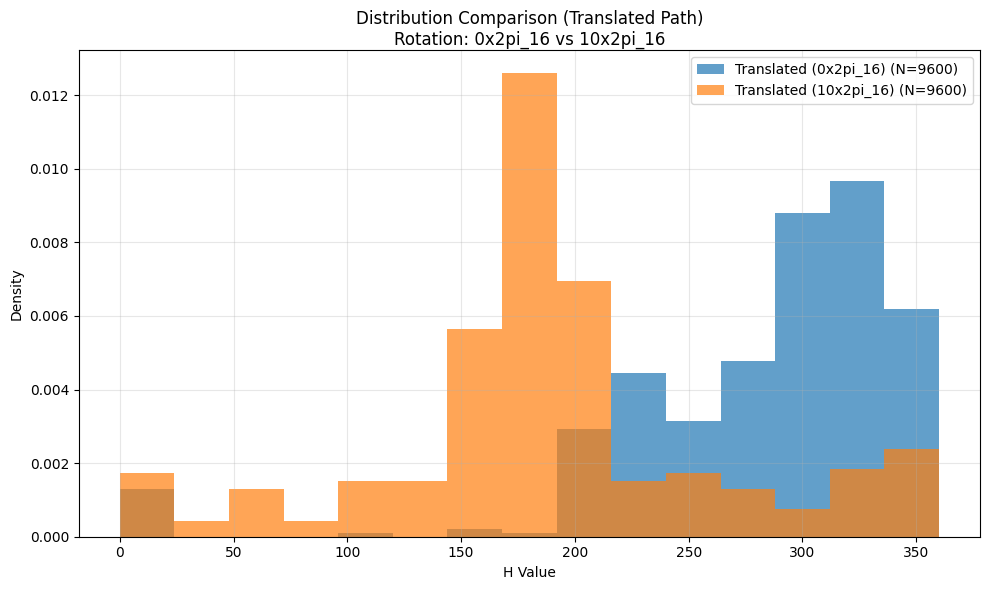 Distribution Comparison (Translated Path)
Rotation: 0x2pi_16 vs 10x2pi_16
Translated (0x2pi_16) (N=9600)
Translated (10x2pi_16) (N=9600)
Density
0.012
0.010
0.008
0.006
0.004
0.002
0.000
0 50 100 150 200 250 300 350
H Value